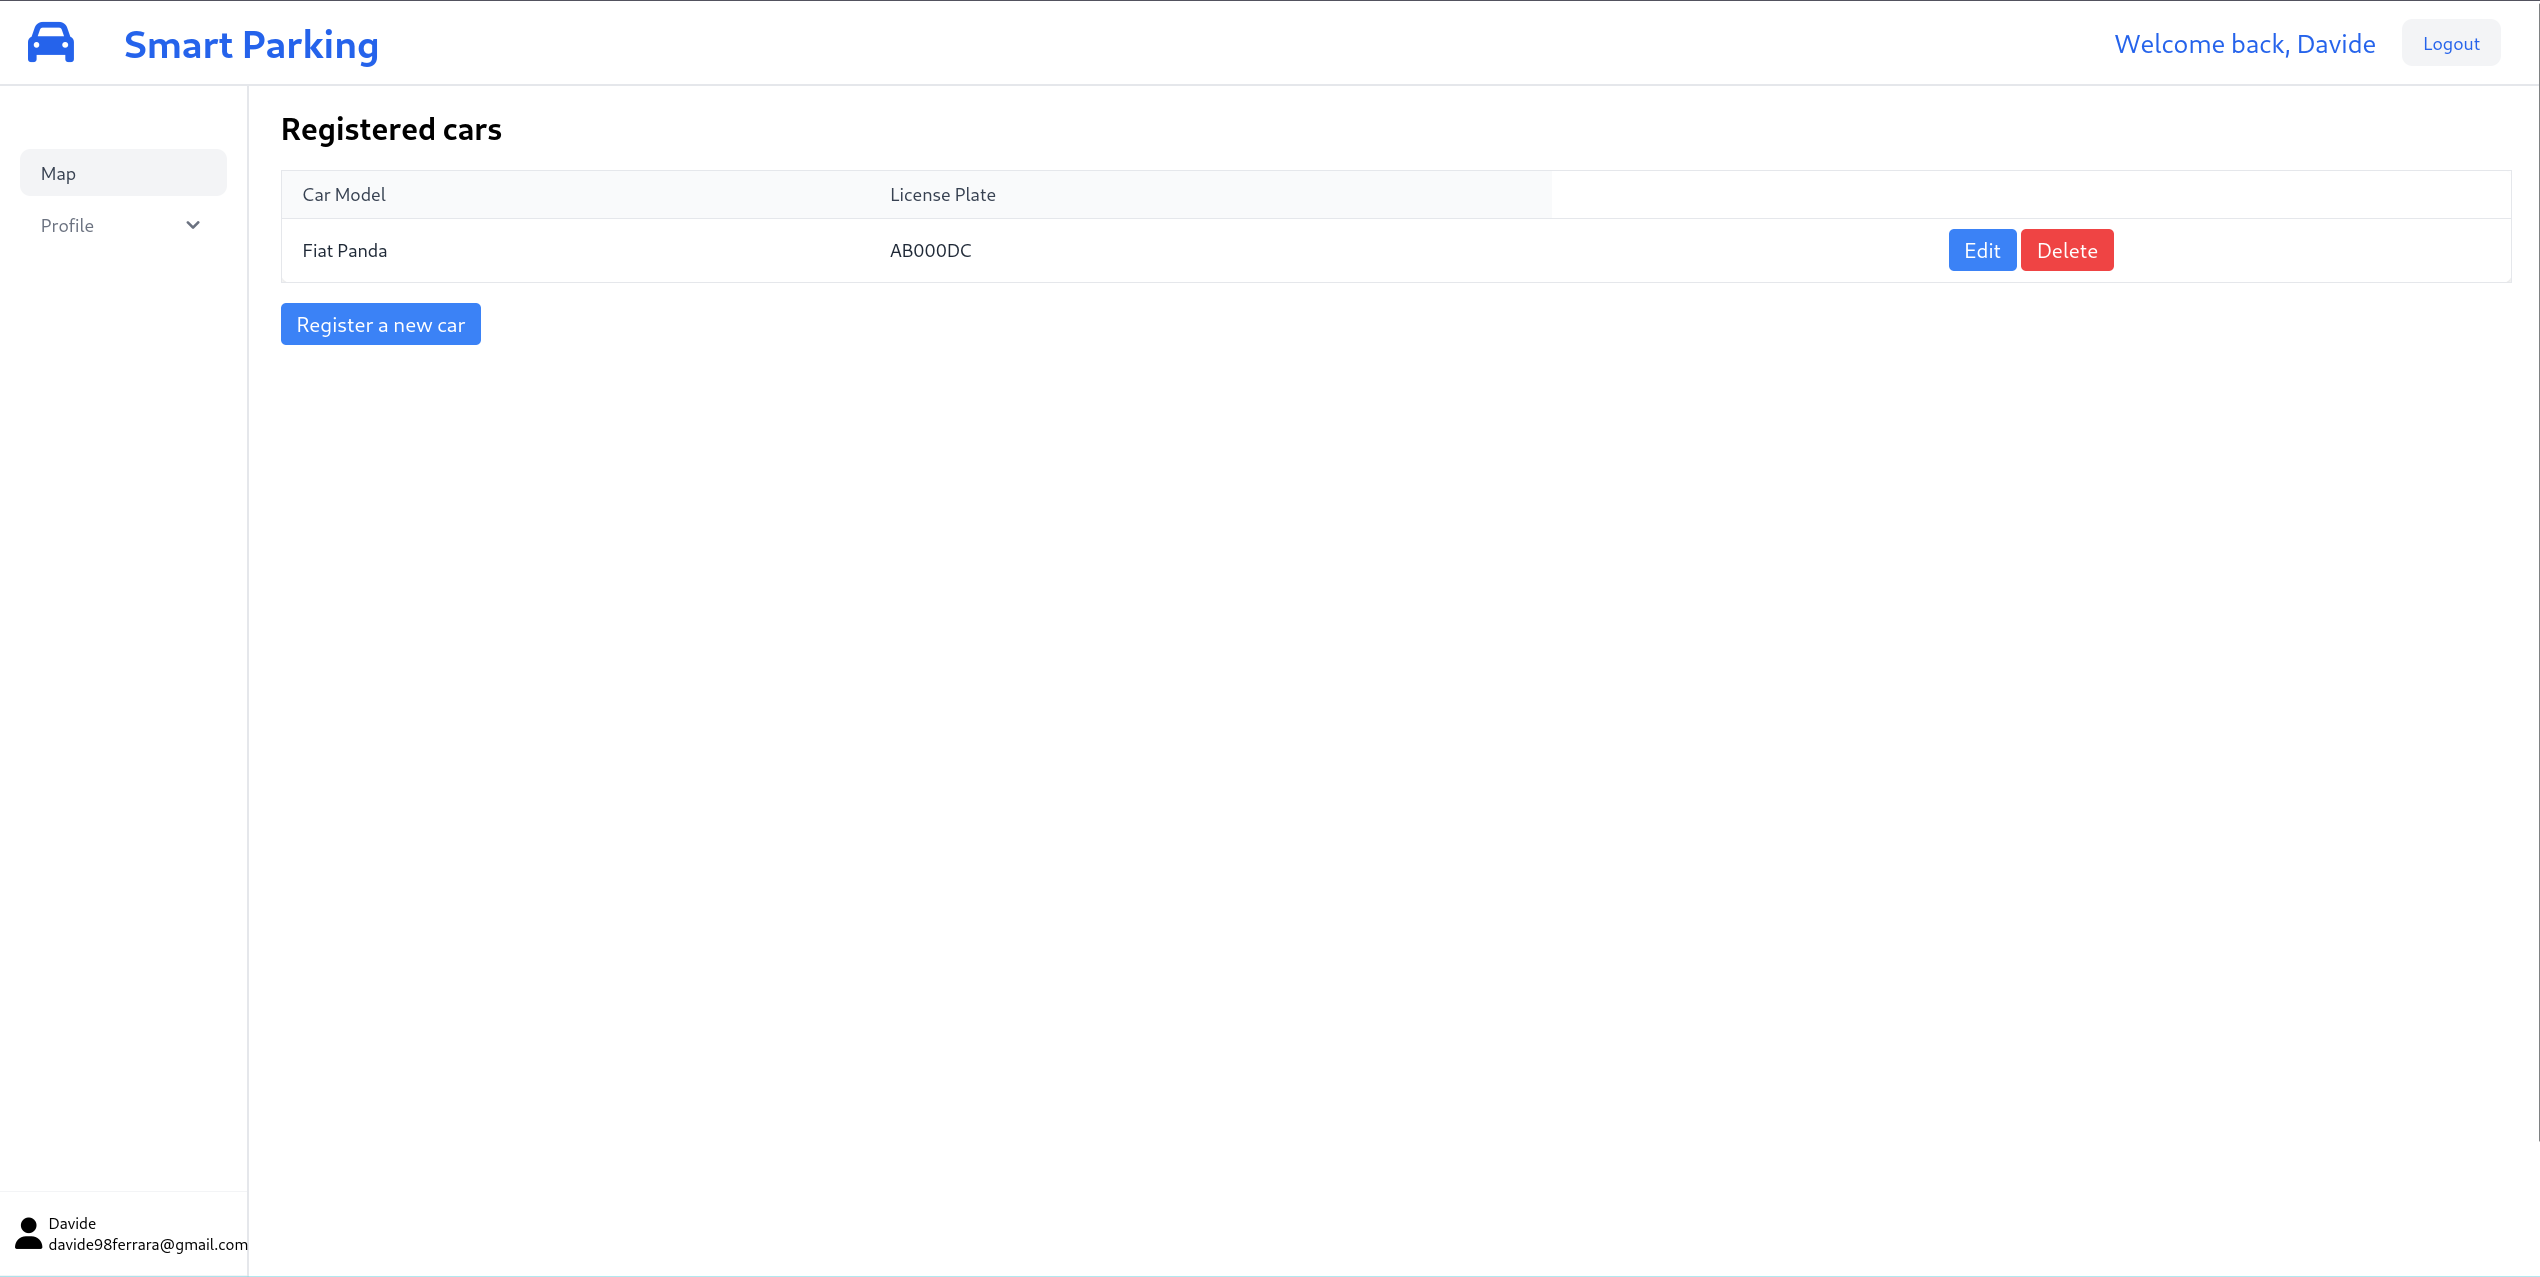 Smart Parking
Welcome back, Davide
Logout
Map
Profile
Registered cars
Car Model License Plate
Fiat Panda AB000DC Edit Delete
Register a new car
Davide
davide98ferrara@gmail.com